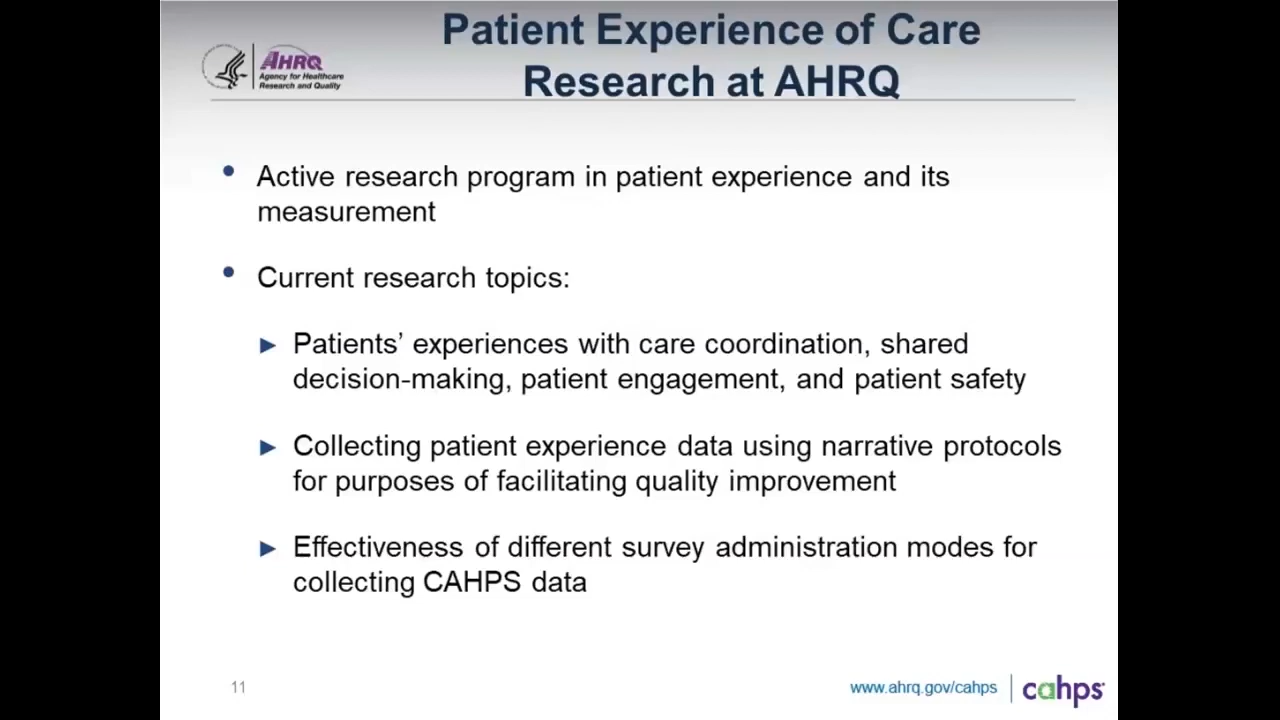 Patient Experience of Care
Research at AHRQ
AHRQ
Agency for Healthcare
Research and Quality
• Active research program in patient experience and its
measurement
• Current research topics:
► Patients’ experiences with care coordination, shared
decision-making, patient engagement, and patient safety
► Collecting patient experience data using narrative protocols
for purposes of facilitating quality improvement
► Effectiveness of different survey administration modes for
collecting CAHPS data
11
www.ahrq.gov/cahps
cahps